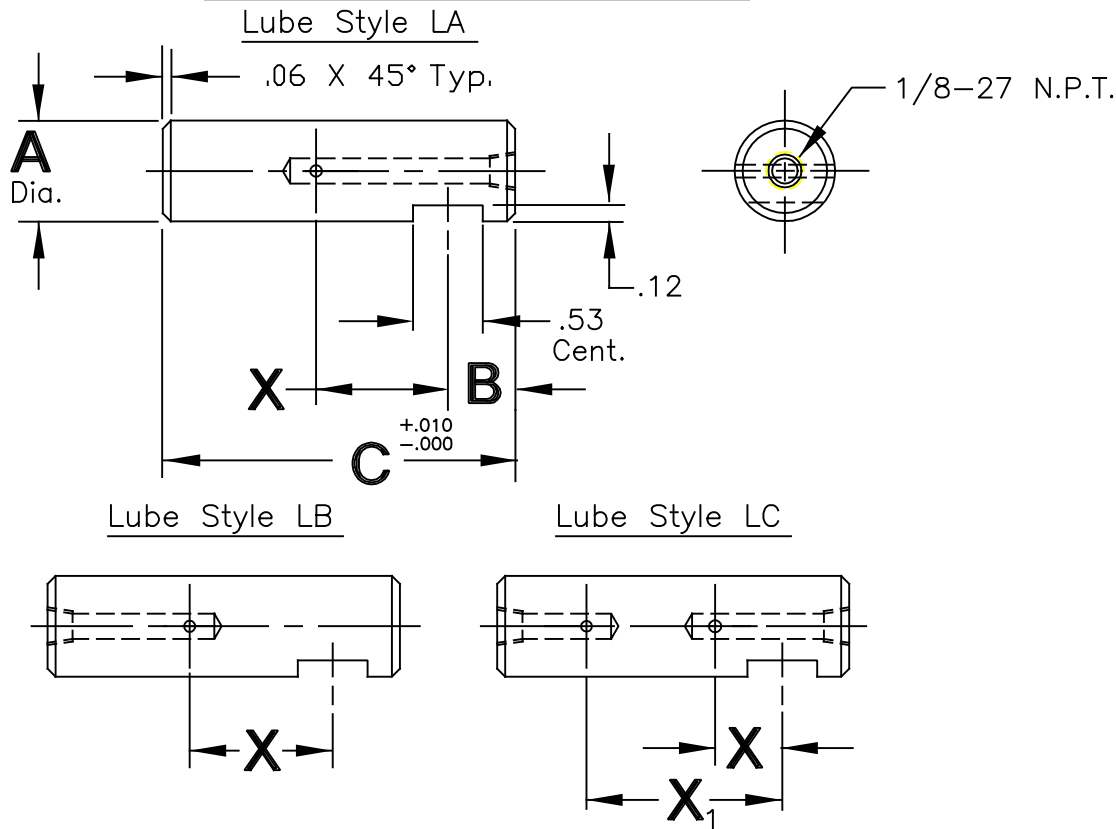 Lube Style LA
.06 X 45° Typ.
1/8-27 N.P.T.
A
Dia.
.12
.53
Cent.
X
B
C +.010
-.000
Lube Style LB
Lube Style LC
X
X
X1